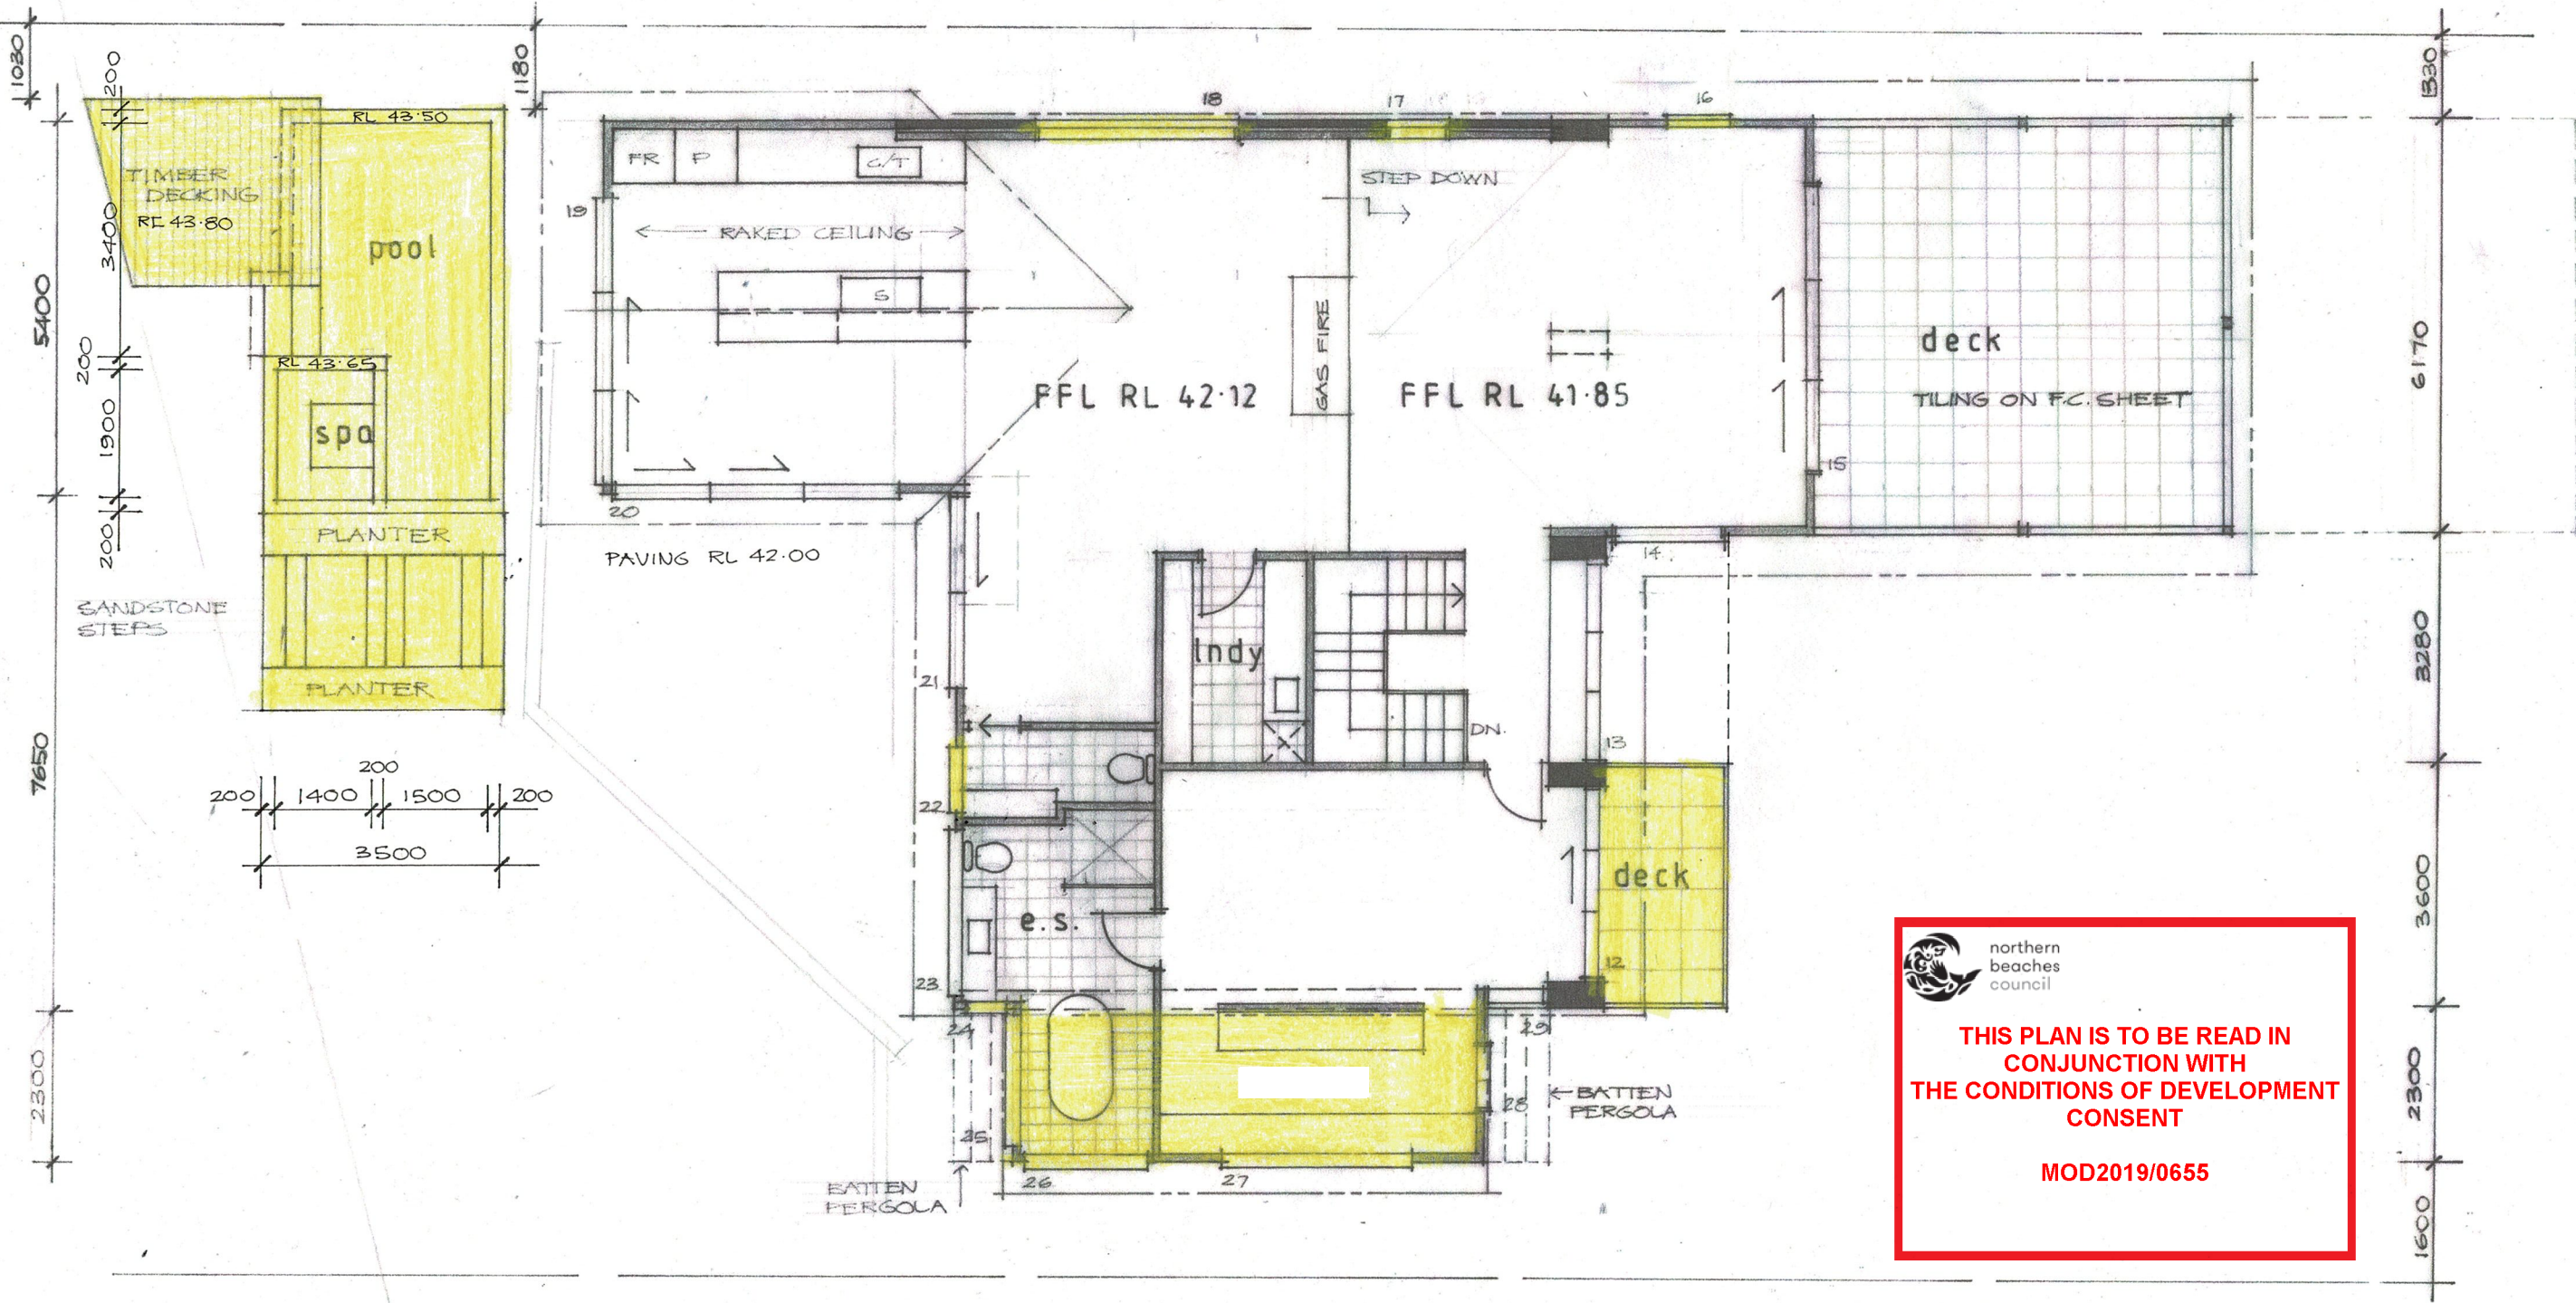 1030
200
1180
18
17
16
1330
RL 43.50
FR
P
C/T
STEP DOWN
TIMBER
DECKING
RL 43.80
3400
pool
19
RAKED CEILING
5400
S
GAS FIRE
deck
6170
200
RL 43.65
FFL RL 42.12
FFL RL 41.85
TILING ON F.C. SHEET
1900
spa
15
20
200
PLANTER
PAVING RL 42.00
14
SANDSTONE
STEPS
lndy
3280
PLANTER
21
DN.
13
7650
200
200
1400
1500
200
22
3500
deck
3600
e.s.
12
23
24
29
2300
28
BATTEN
PERGOLA
2300
25
26
27
BATTEN
PERGOLA
1600
northern
beaches
council
THIS PLAN IS TO BE READ IN
CONJUNCTION WITH
THE CONDITIONS OF DEVELOPMENT
CONSENT
MOD2019/0655